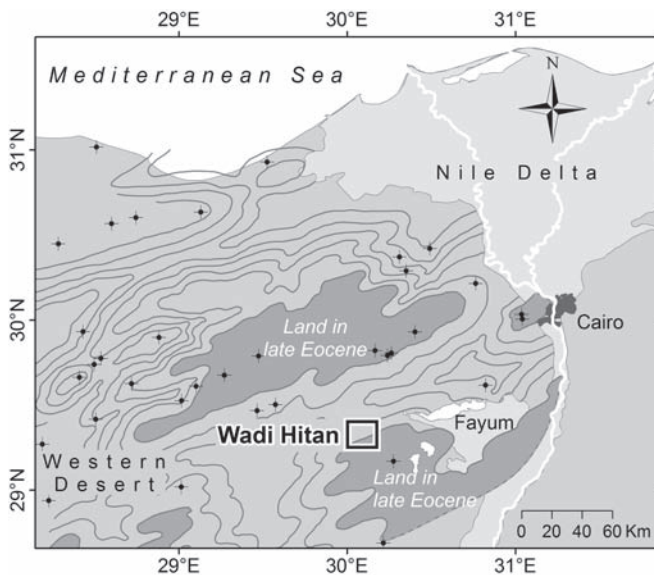 29°E
30°E
31°E
Mediterranean Sea
N
31°N
Nile Delta
30°N
Land in
late Eocene
Cairo
Wadi Hitan
Fayum
Western
Desert
Land in
late Eocene
29°N
0 20 40 60 Km
29°E
30°E
31°E